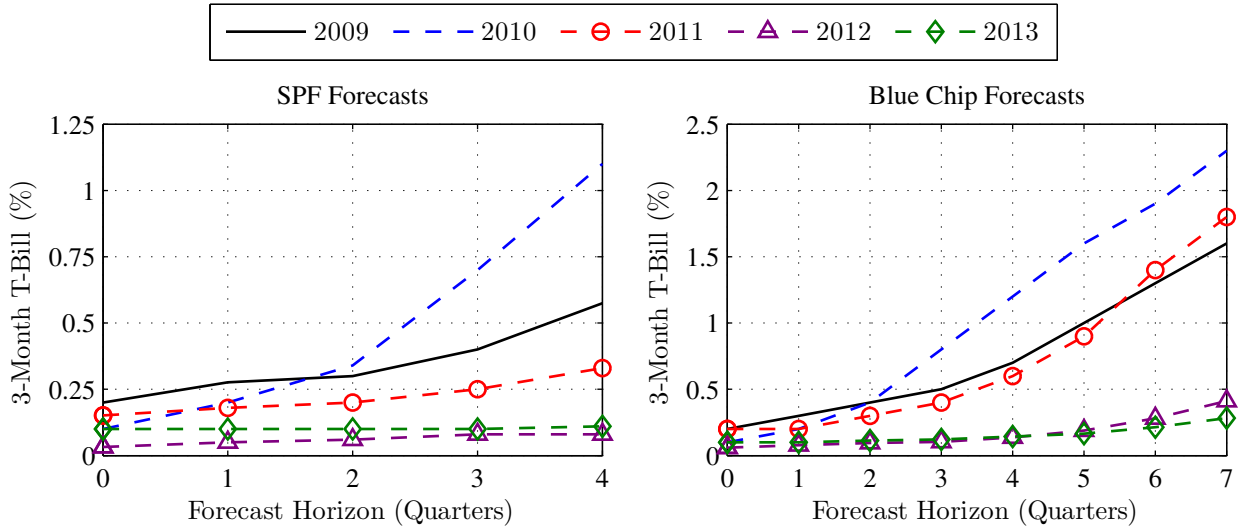 2009 2010 2011 2012 2013
SPF Forecasts
1.25
1
0.75
0.5
0.25
0
0 1 2 3 4
3-Month T-Bill (%)
Forecast Horizon (Quarters)
Blue Chip Forecasts
2.5
2
1.5
1
0.5
0
0 1 2 3 4 5 6 7
3-Month T-Bill (%)
Forecast Horizon (Quarters)